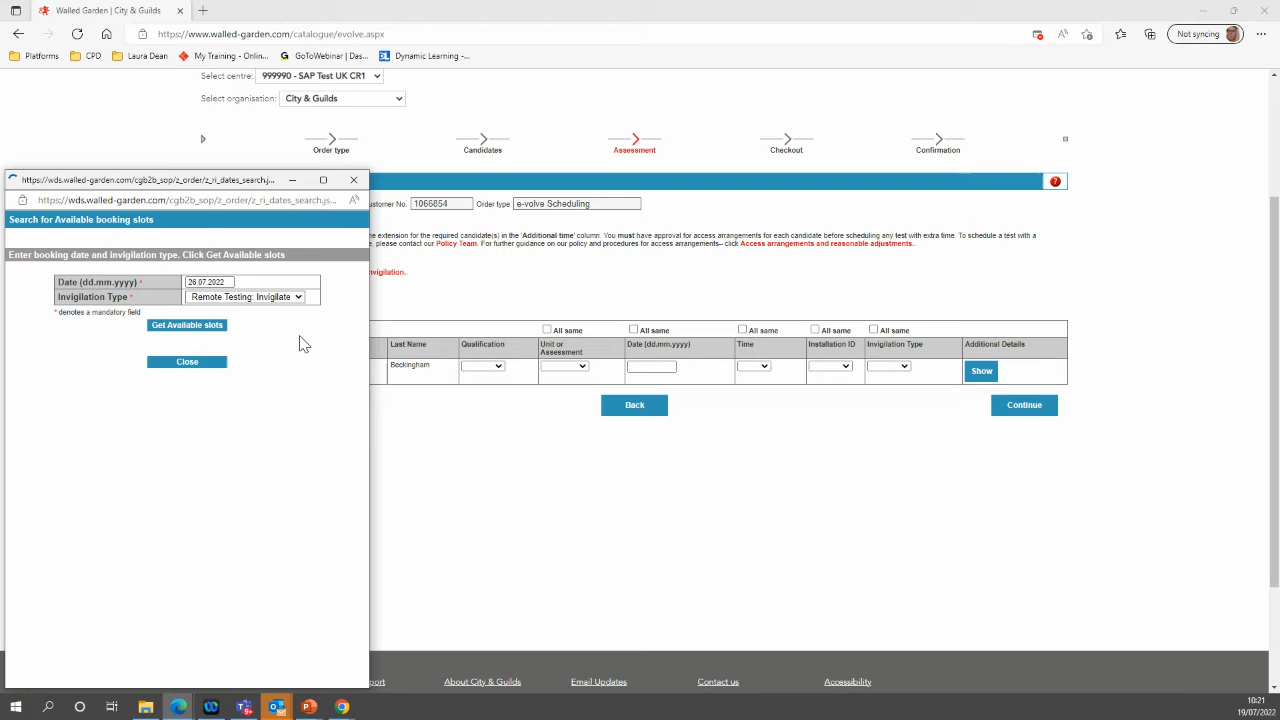 Walled Garden | City & Guilds
https://www.walled-garden.com/catalogue/evolve.aspx
Not syncing
Platforms
CPD
Laura Dean
My Training - Onlin...
GoToWebinar | Das...
Dynamic Learning -...
Select centre: 999990 - SAP Test UK CR1
Select organisation: City & Guilds
Order type
Candidates
Assessment
Checkout
Confirmation
https://wds.walled-garden.com/cgb2b_sop/z_order/z_ri_dates_search.j...
https://wds.walled-garden.com/cgb2b_sop/z_order/z_ri_dates_search.js...
Search for Available booking slots
Enter booking date and invigilation type. Click Get Available slots
Date (dd.mm.yyyy) * 26.07.2022
Invigilation Type * Remote Testing: Invigilate
* denotes a mandatory field
Get Available slots
Close
ustomer No. 1066854 Order type e-volve Scheduling
me extension for the required candidate(s) in the 'Additional time' column. You must have approval for access arrangements for each candidate before scheduling any test with extra time. To schedule a test with a
e, please contact our Policy Team. For further guidance on our policy and procedures for access arrangements– click Access arrangements and reasonable adjustments..
nvigilation.
All same All same All same All same All same
Last Name Qualification Unit or Assessment Date (dd.mm.yyyy) Time Installation ID Invigilation Type Additional Details
Beckingham Show
Back
Continue
port
About City & Guilds
Email Updates
Contact us
Accessibility
10:21
19/07/2022